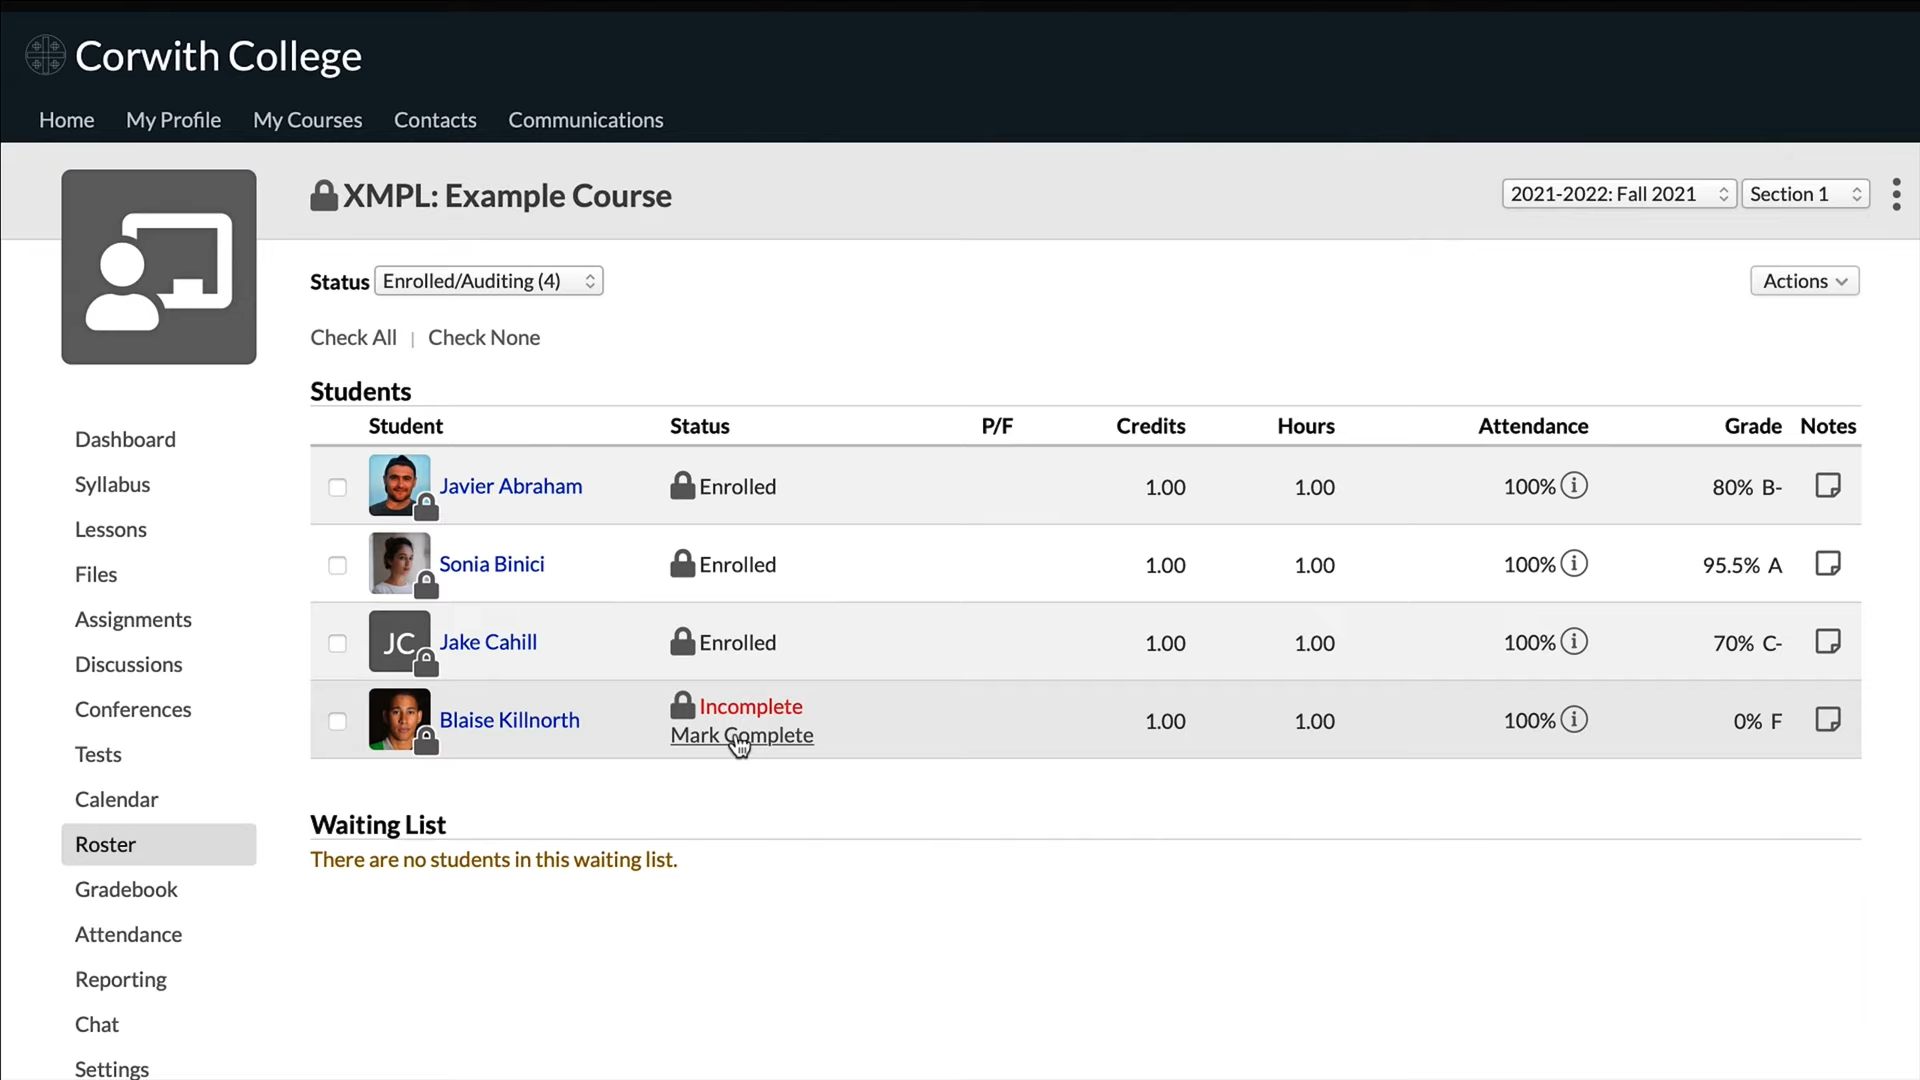 Corwith College
Home My Profile My Courses Contacts Communications
XMPL: Example Course
2021-2022: Fall 2021 Section 1
Status Enrolled/Auditing (4) Actions
Check All | Check None
Students
Student Status P/F Credits Hours Attendance Grade Notes
Javier Abraham Enrolled 1.00 1.00 100% 80% B-
Sonia Binici Enrolled 1.00 1.00 100% 95.5% A
JC Jake Cahill Enrolled 1.00 1.00 100% 70% C-
Blaise Killnorth Incomplete 1.00 1.00 100% 0% F
Mark Complete
Waiting List
There are no students in this waiting list.
Dashboard
Syllabus
Lessons
Files
Assignments
Discussions
Conferences
Tests
Calendar
Roster
Gradebook
Attendance
Reporting
Chat
Settings